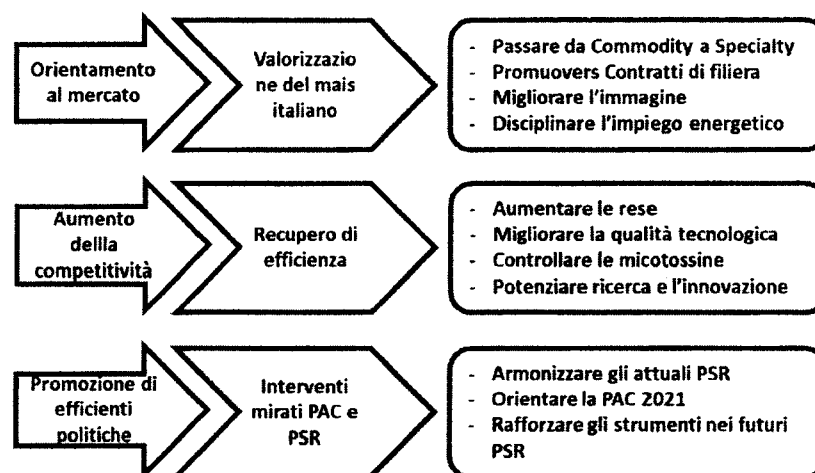 Orientamento
al mercato
Valorizzazio
ne del mais
italiano
- Passare da Commodity a Specialty
- Promuovers Contratti di filiera
- Migliorare l'immagine
- Disciplinare l'impiego energetico
Aumento
dellla
competitività
Recupero di
efficienza
- Aumentare le rese
- Migliorare la qualità tecnologica
- Controllare le micotossine
- Potenziare ricerca e l'innovazione
Promozione di
efficienti
politiche
Interventi
mirati PAC e
PSR
- Armonizzare gli attuali PSR
- Orientare la PAC 2021
- Rafforzare gli strumenti nei futuri
PSR